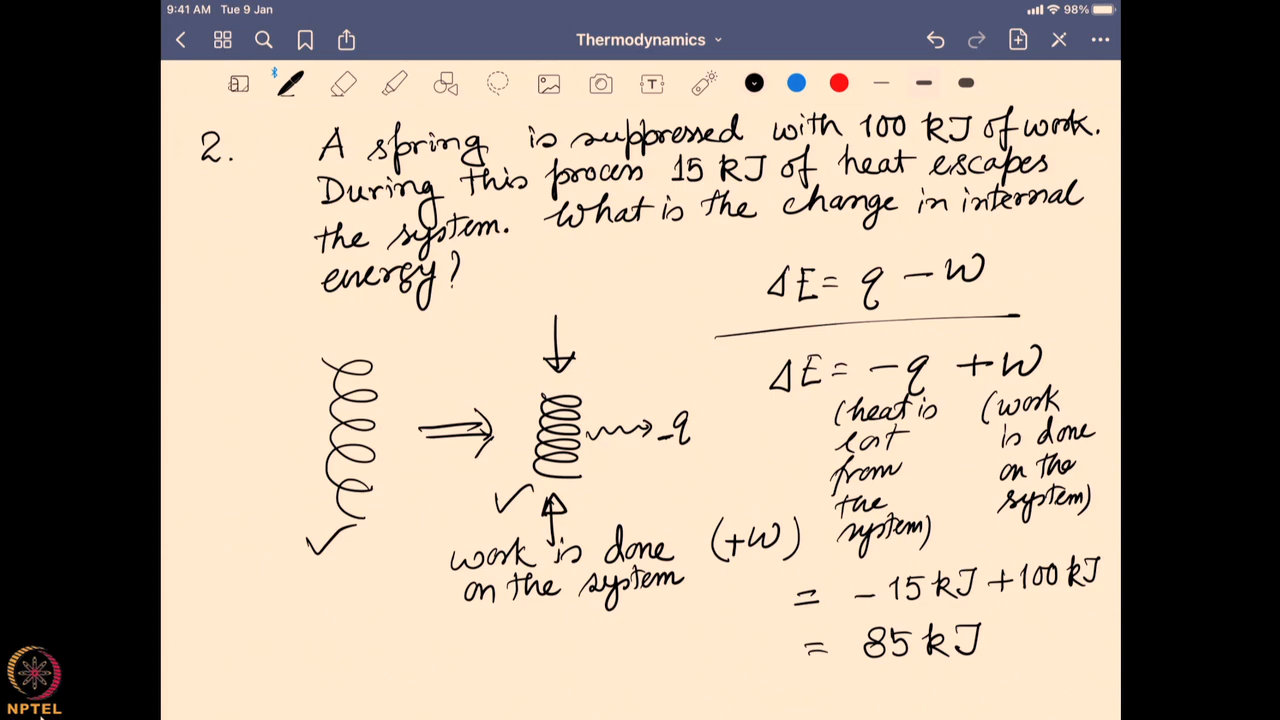 9:41 AM Tue 9 Jan
98%
Thermodynamics
T
2. A spring is suppressed with 100 kJ of work.
During this process 15 kJ of heat escapes
the system. What is the change in internal
energy?
ΔE = q - w
ΔE = -q + w
(heat is
lost
from
the
system)
(work
is done
on the
system)
-q
work is done (+w)
on the system
= -15 kJ + 100 kJ
= 85 kJ
NPTEL